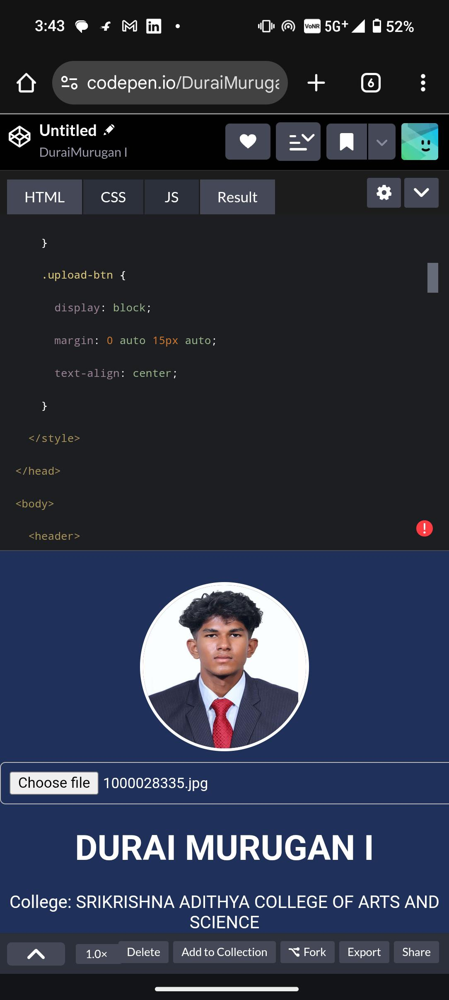 3:43 VoNR 5G+ 52%
codepen.io/DuraiMuruga
6
Untitled
DuraiMurugan I
HTML CSS JS Result
}
.upload-btn {
display: block;
margin: 0 auto 15px auto;
text-align: center;
}
</style>
</head>
<body>
<header>
Choose file 1000028335.jpg
DURAI MURUGAN I
College: SRIKRISHNA ADITHYA COLLEGE OF ARTS AND
SCIENCE
1.0× Delete Add to Collection Fork Export Share